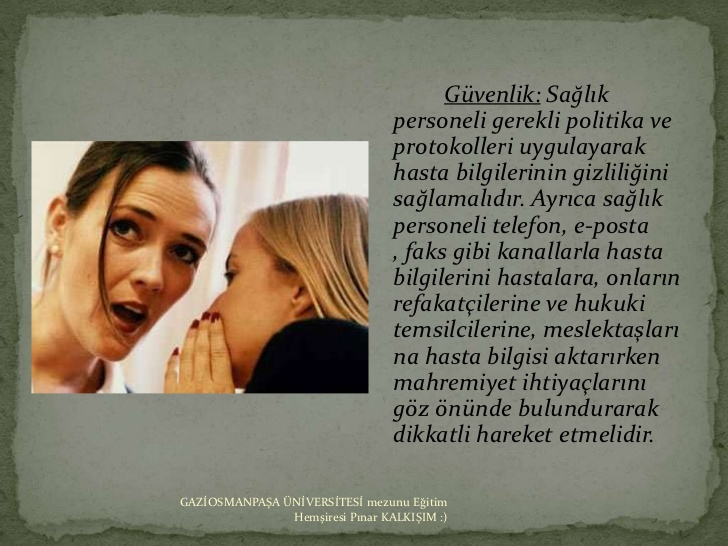 Güvenlik: Sağlık
personeli gerekli politika ve
protokolleri uygulayarak
hasta bilgilerinin gizliliğini
sağlamalıdır. Ayrıca sağlık
personeli telefon, e-posta
, faks gibi kanallarla hasta
bilgilerini hastalara, onların
refakatçilerine ve hukuki
temsilcilerine, meslektaşları
na hasta bilgisi aktarırken
mahremiyet ihtiyaçlarını
göz önünde bulundurarak
dikkatli hareket etmelidir.
GAZİOSMANPAŞA ÜNİVERSİTESİ mezunu Eğitim
Hemşiresi Pınar KALKIŞIM :)